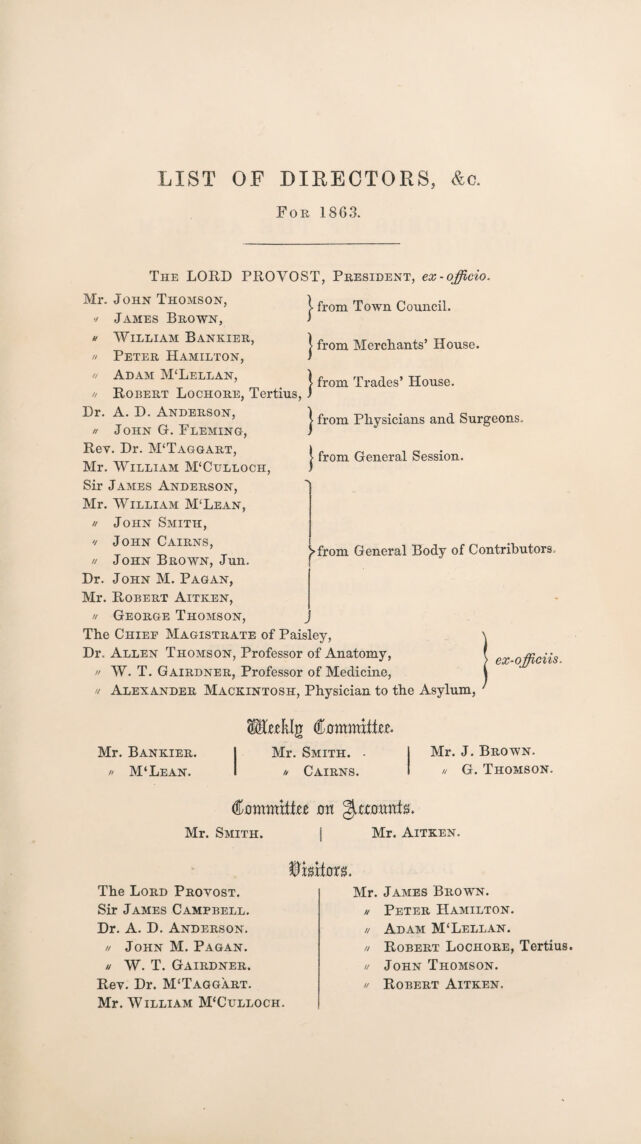 LIST OF DIRECTORS, &c.
FOR 1863.
THE LORD PROVOST, PRESIDENT, ex-officio.
Mr. JOHN THOMSON,
〃 JAMES BROWN,
} from Town Council.
〃 WILLIAM BANKIER,
〃 PETER HAMILTON,
} from Merchants' House.
〃 ADAM M‘LELLAN,
〃 ROBERT LOCHORE, Tertius,
} from Trades' House.
Dr. A. D. ANDERSON,
〃 JOHN G. FLEMING,
} from Physicians and Surgeons.
Rev. Dr. M‘TAGGART,
Mr. WILLIAM M‘CULLOCH,
} from General Session.
Sir JAMES ANDERSON,
Mr. WILLIAM M‘LEAN,
〃 JOHN SMITH,
〃 JOHN CAIRNS,
〃 JOHN BROWN, Jun.
Dr. JOHN M. PAGAN,
Mr. ROBERT AITKEN,
〃 GEORGE THOMSON,
} from General Body of Contributors.
The CHIEF MAGISTRATE of Paisley,
Dr. ALLEN THOMSON, Professor of Anatomy,
〃 W. T. GAIRDNER, Professor of Medicine,
〃 ALEXANDER MACKINTOSH, Physician to the Asylum,
} ex-officiis.
Weekly Committee.
Mr. BANKIER.
〃 M‘LEAN.
Mr. SMITH.
〃 CAIRNS.
Mr. J. BROWN.
〃 G. THOMSON.
Committee on Accounts.
Mr. SMITH. | Mr. AITKEN.
Visitors.
The LORD PROVOST.
Sir JAMES CAMPBELL.
Dr. A. D. ANDERSON.
〃 JOHN M. PAGAN.
〃 W. T. GAIRDNER.
Rev. Dr. M‘TAGGART.
Mr. WILLIAM M‘CULLOCH.
Mr. JAMES BROWN.
〃 PETER HAMILTON.
〃 ADAM M‘LELLAN.
〃 ROBERT LOCHORE, Tertius.
〃 JOHN THOMSON.
〃 ROBERT AITKEN.